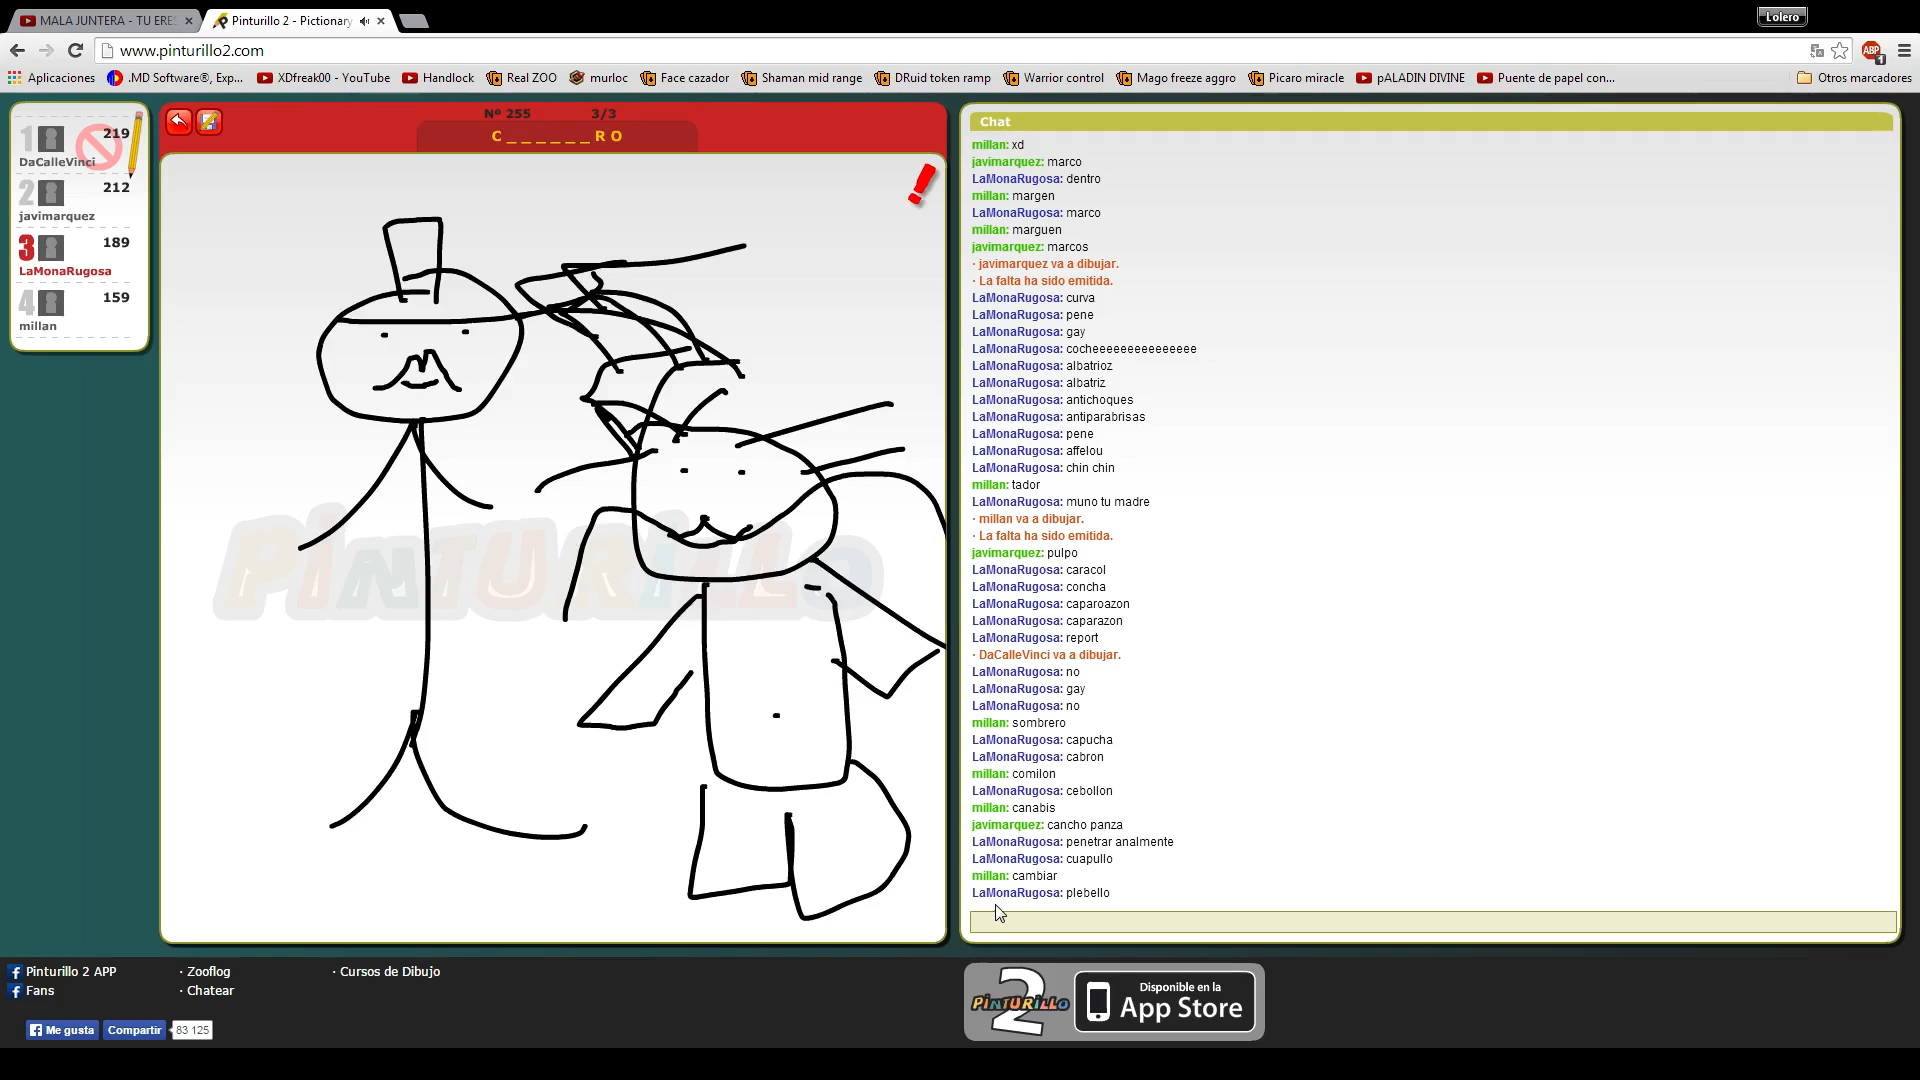 MALA JUNTERA - TU ERES
Pinturillo 2 - Pictionary
Lolero
www.pinturillo2.com
ABP
1
Aplicaciones
.MD Software®, Exp...
XDfreak00 - YouTube
Handlock
Real ZOO
murloc
Face cazador
Shaman mid range
DRuid token ramp
Warrior control
Mago freeze aggro
Picaro miracle
pALADIN DIVINE
Puente de papel con...
Otros marcadores
1 219
DaCalleVinci
2 212
javimarquez
3 189
LaMonaRugosa
4 159
millan
Nº 255 3/3
C _ _ _ _ _ _ R O
PINTURILLO
Chat
millan: xd
javimarquez: marco
LaMonaRugosa: dentro
millan: margen
LaMonaRugosa: marco
millan: marguen
javimarquez: marcos
· javimarquez va a dibujar.
· La falta ha sido emitida.
LaMonaRugosa: curva
LaMonaRugosa: pene
LaMonaRugosa: gay
LaMonaRugosa: cocheeeeeeeeeeeeeee
LaMonaRugosa: albatrioz
LaMonaRugosa: albatriz
LaMonaRugosa: antichoques
LaMonaRugosa: antiparabrisas
LaMonaRugosa: pene
LaMonaRugosa: affelou
LaMonaRugosa: chin chin
millan: tador
LaMonaRugosa: muno tu madre
· millan va a dibujar.
· La falta ha sido emitida.
javimarquez: pulpo
LaMonaRugosa: caracol
LaMonaRugosa: concha
LaMonaRugosa: caparoazon
LaMonaRugosa: caparazon
LaMonaRugosa: report
· DaCalleVinci va a dibujar.
LaMonaRugosa: no
LaMonaRugosa: gay
LaMonaRugosa: no
millan: sombrero
LaMonaRugosa: capucha
LaMonaRugosa: cabron
millan: comilon
LaMonaRugosa: cebollon
millan: canabis
javimarquez: cancho panza
LaMonaRugosa: penetrar analmente
LaMonaRugosa: cuapullo
millan: cambiar
LaMonaRugosa: plebello
Pinturillo 2 APP
Fans
· Zooflog
· Chatear
· Cursos de Dibujo
Me gusta
Compartir
83 125
PINTURILLO 2
Disponible en la
App Store